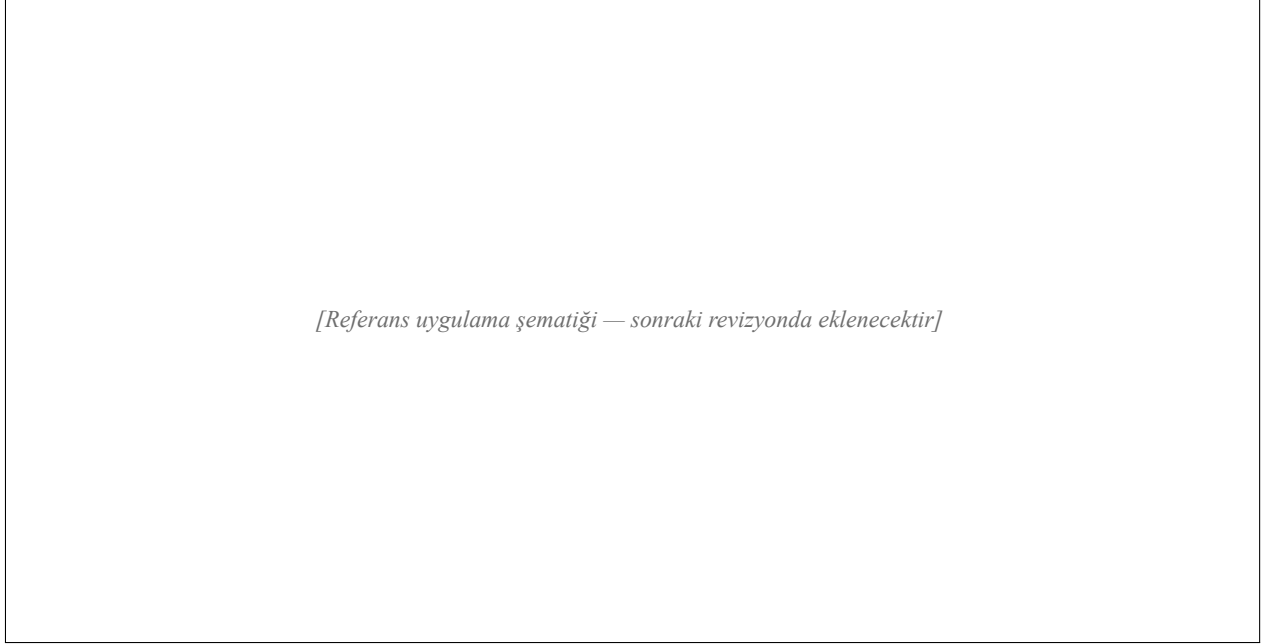 [Referans uygulama şematiği — sonraki revizyonda eklenecektir]